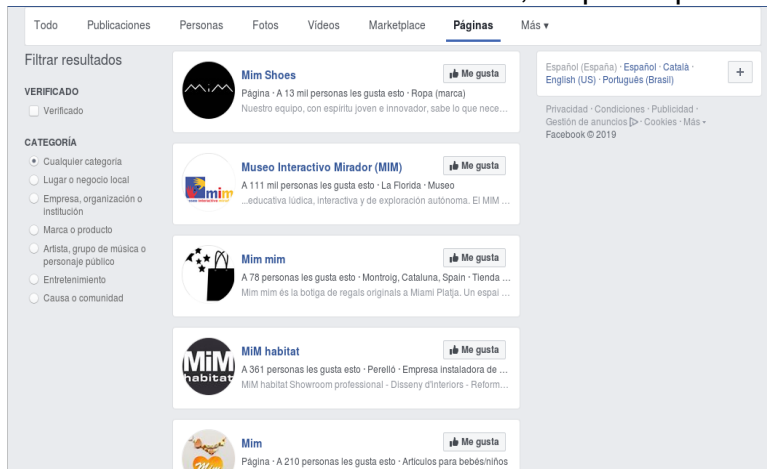 Todo Publicaciones Personas Fotos Videos Marketplace Páginas Más ▾
Filtrar resultados
VERIFICADO
Verificado
CATEGORÍA
Cualquier categoría
Lugar o negocio local
Empresa, organización o
institución
Marca o producto
Artista, grupo de música o
personaje público
Entretenimiento
Causa o comunidad
MIM
Mim Shoes
Me gusta
Página · A 13 mil personas les gusta esto · Ropa (marca)
Nuestro equipo, con espíritu joven e innovador, sabe lo que nece...
mim
Museo Interactivo Mirador (MIM)
Me gusta
A 111 mil personas les gusta esto · La Florida · Museo
...educativa lúdica, interactiva y de exploración autónoma. El MIM ...
Mim mim
Me gusta
A 78 personas les gusta esto · Montroig, Cataluna, Spain · Tienda ...
Mim mim és la botiga de regals originals a Miami Platja. Un espai ...
MiM
habitat
MiM habitat
Me gusta
A 361 personas les gusta esto · Perelló · Empresa instaladora de ...
MiM habitat Showroom professional - Disseny d'Interiors - Reform...
Mim
Mim
Me gusta
Página · A 210 personas les gusta esto · Artículos para bebés/niños
Español (España) · Español · Català ·
English (US) · Português (Brasil)
+
Privacidad · Condiciones · Publicidad ·
Gestión de anuncios · Cookies · Más ▾
Facebook © 2019